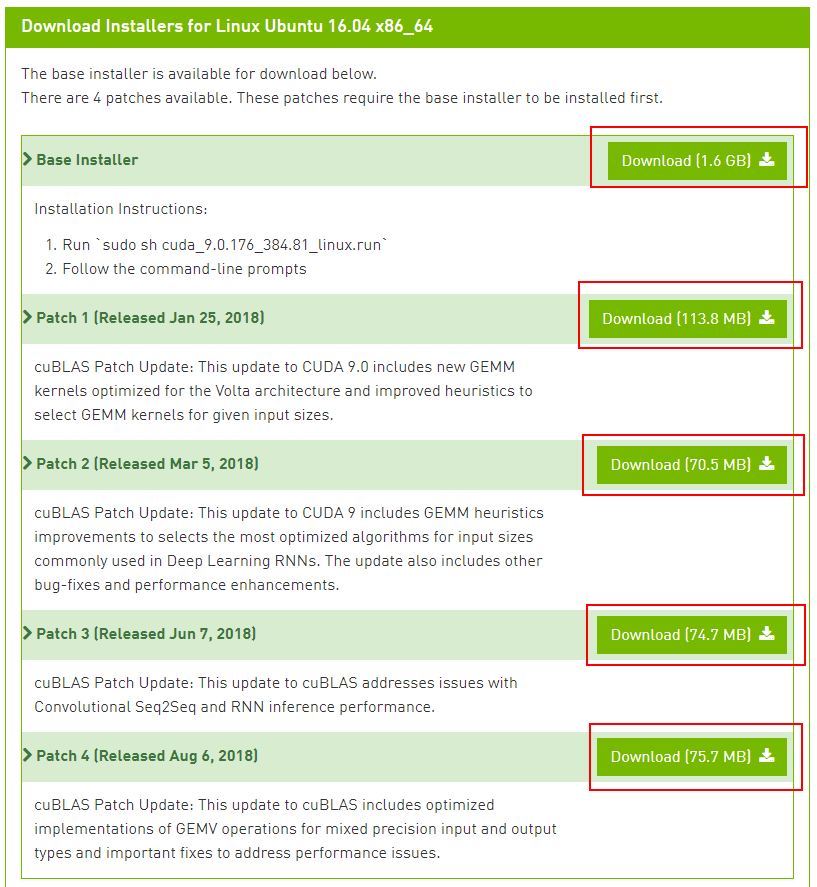 Download Installers for Linux Ubuntu 16.04 x86_64
The base installer is available for download below.
There are 4 patches available. These patches require the base installer to be installed first.
Base Installer
Download (1.6 GB)
Installation Instructions:
1. Run `sudo sh cuda_9.0.176_384.81_linux.run`
2. Follow the command-line prompts
Patch 1 (Released Jan 25, 2018)
Download (113.8 MB)
cuBLAS Patch Update: This update to CUDA 9.0 includes new GEMM
kernels optimized for the Volta architecture and improved heuristics to
select GEMM kernels for given input sizes.
Patch 2 (Released Mar 5, 2018)
Download (70.5 MB)
cuBLAS Patch Update: This update to CUDA 9 includes GEMM heuristics
improvements to selects the most optimized algorithms for input sizes
commonly used in Deep Learning RNNs. The update also includes other
bug-fixes and performance enhancements.
Patch 3 (Released Jun 7, 2018)
Download (74.7 MB)
cuBLAS Patch Update: This update to cuBLAS addresses issues with
Convolutional Seq2Seq and RNN inference performance.
Patch 4 (Released Aug 6, 2018)
Download (75.7 MB)
cuBLAS Patch Update: This update to cuBLAS includes optimized
implementations of GEMV operations for mixed precision input and output
types and important fixes to address performance issues.